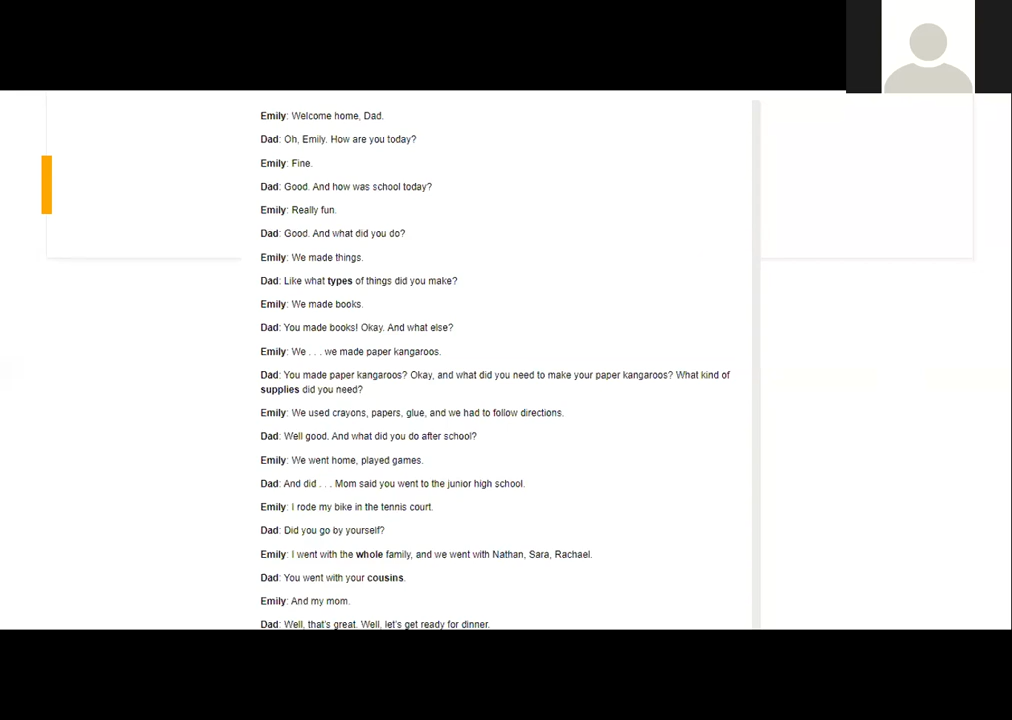 Emily: Welcome home, Dad.
Dad: Oh, Emily. How are you today?
Emily: Fine.
Dad: Good. And how was school today?
Emily: Really fun.
Dad: Good. And what did you do?
Emily: We made things.
Dad: Like what types of things did you make?
Emily: We made books.
Dad: You made books! Okay. And what else?
Emily: We . . . we made paper kangaroos.
Dad: You made paper kangaroos? Okay, and what did you need to make your paper kangaroos? What kind of
supplies did you need?
Emily: We used crayons, papers, glue, and we had to follow directions.
Dad: Well good. And what did you do after school?
Emily: We went home, played games.
Dad: And did . . . Mom said you went to the junior high school.
Emily: I rode my bike in the tennis court.
Dad: Did you go by yourself?
Emily: I went with the whole family, and we went with Nathan, Sara, Rachael.
Dad: You went with your cousins.
Emily: And my mom.
Dad: Well, that's great. Well, let's get ready for dinner.